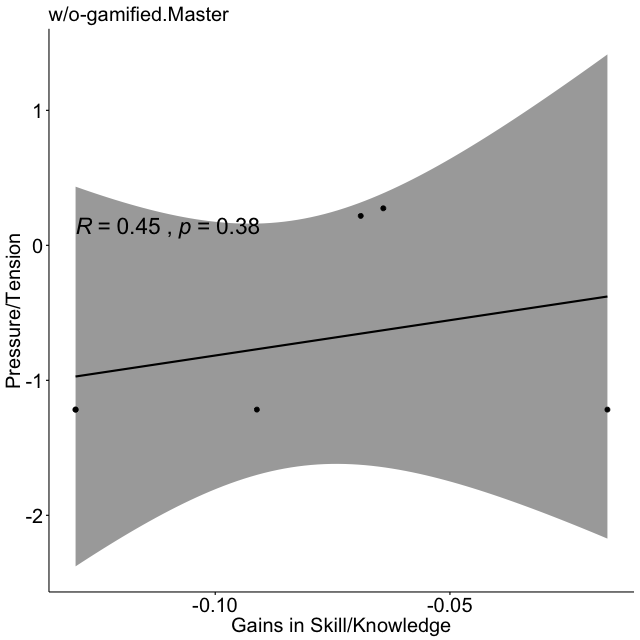 w/o-gamified.Master
1
R = 0.45 , p = 0.38
0
-1
-2
Pressure/Tension
-0.10
-0.05
Gains in Skill/Knowledge